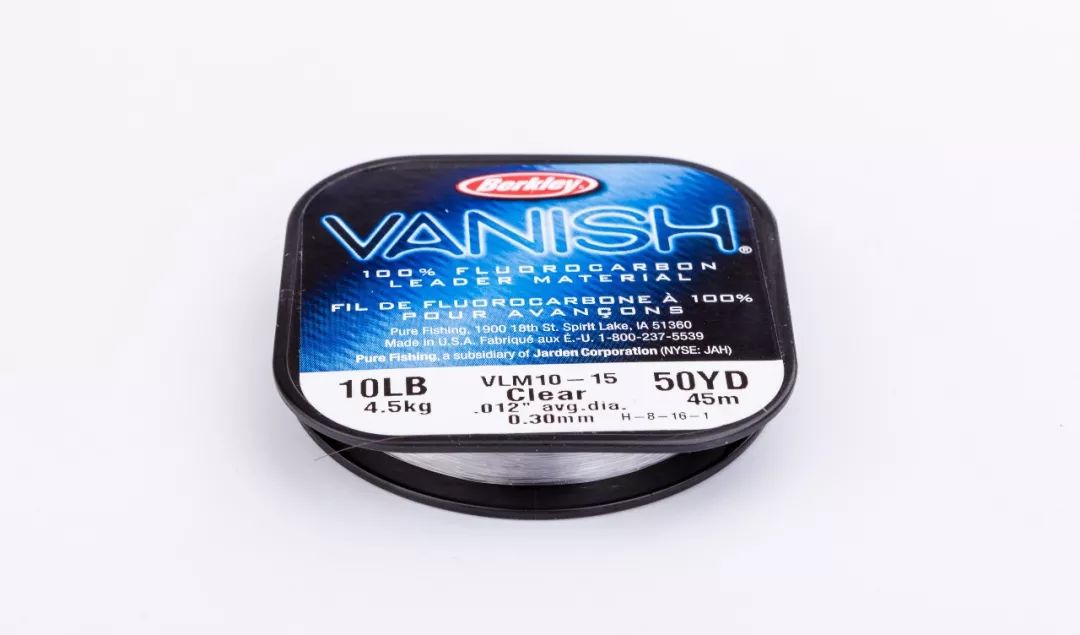 Berkley
VANISH®
100% FLUOROCARBON
LEADER MATERIAL
FIL DE FLUOROCARBONE À 100%
POUR AVANÇONS
Pure Fishing, 1900 18th St. Spirit Lake, IA 51360
Made in U.S.A. Fabriqué aux É.-U. 1-800-237-5539
Pure Fishing, a subsidiary of Jarden Corporation (NYSE: JAH)
10LB
4.5kg
VLM10-15
Clear
.012" avg.dia.
0.30mm
50YD
45m
H-8-16-1